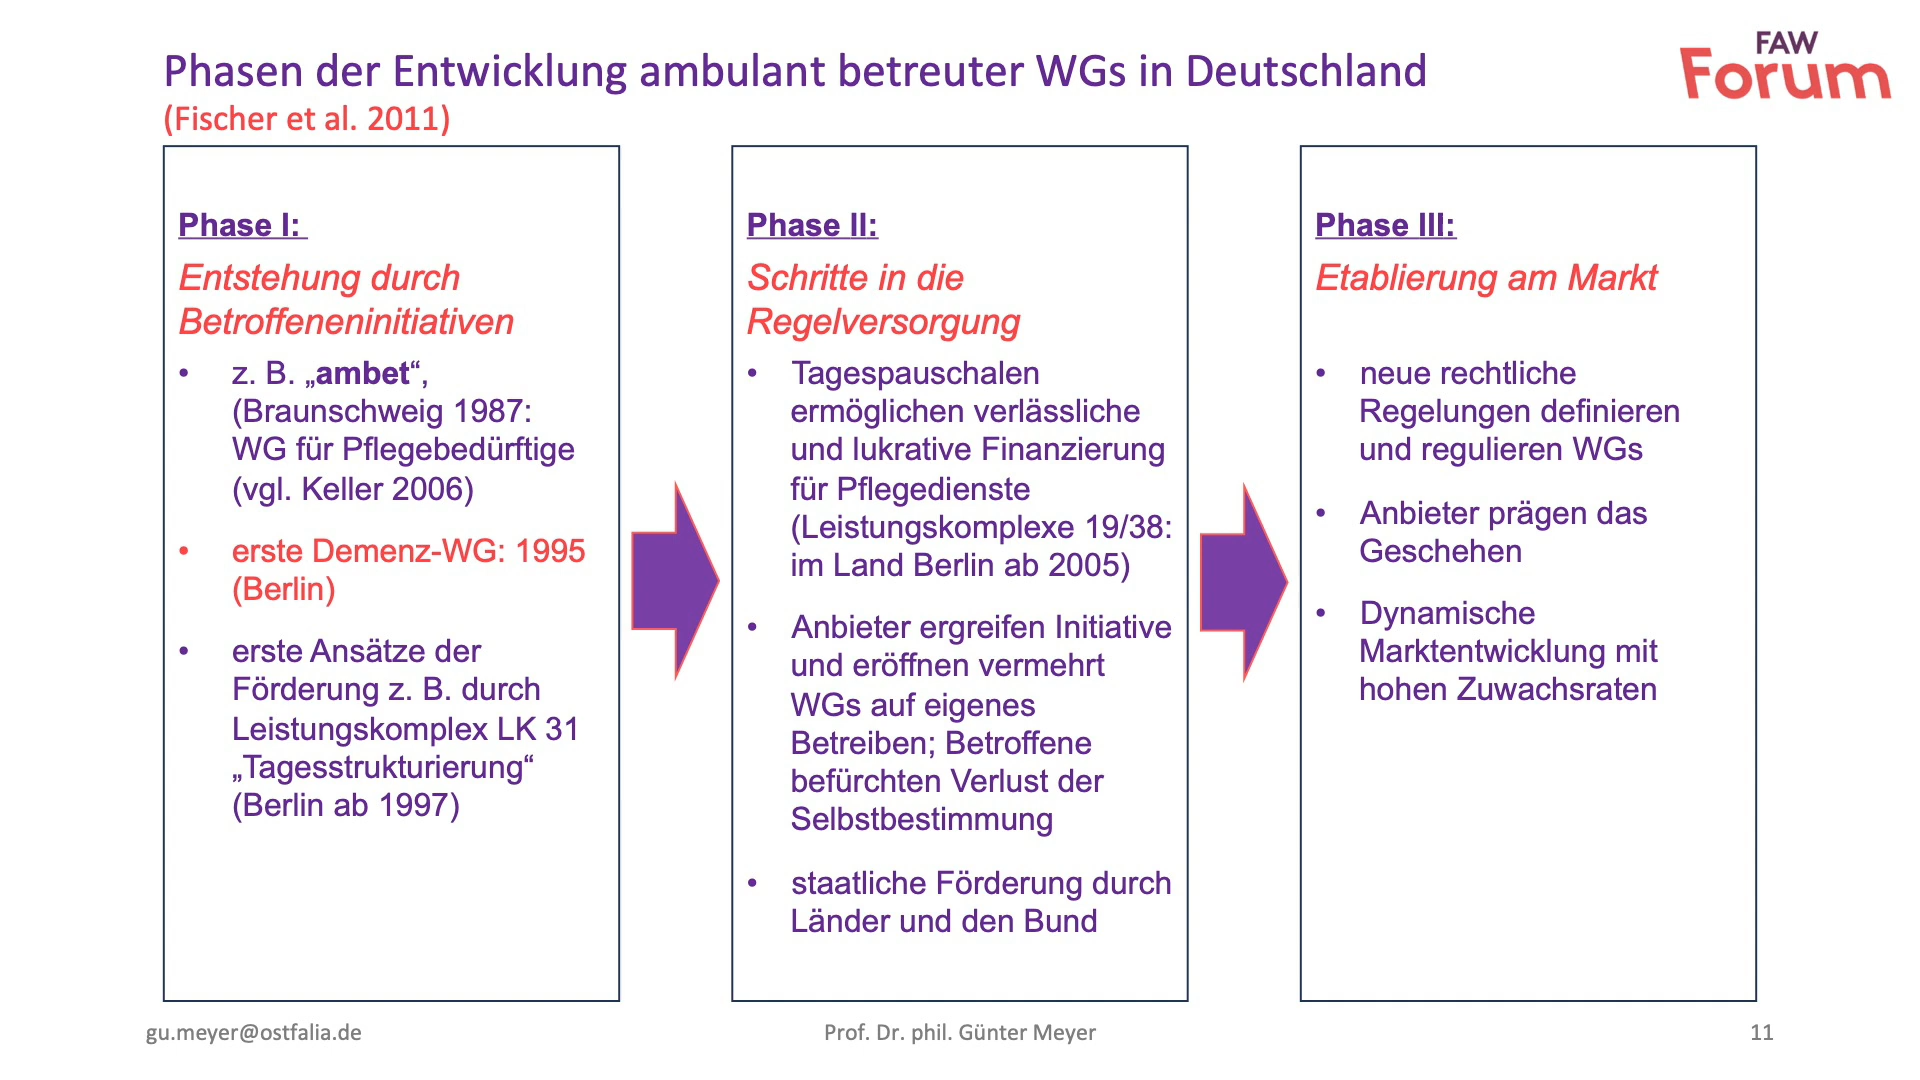 Phasen der Entwicklung ambulant betreuter WGs in Deutschland
(Fischer et al. 2011)
FAW
Forum
Phase I:
Entstehung durch
Betroffeneninitiativen
• z. B. „ambet“,
(Braunschweig 1987:
WG für Pflegebedürftige
(vgl. Keller 2006)
• erste Demenz-WG: 1995
(Berlin)
• erste Ansätze der
Förderung z. B. durch
Leistungskomplex LK 31
„Tagesstrukturierung“
(Berlin ab 1997)
Phase II:
Schritte in die
Regelversorgung
• Tagespauschalen
ermöglichen verlässliche
und lukrative Finanzierung
für Pflegedienste
(Leistungskomplexe 19/38:
im Land Berlin ab 2005)
• Anbieter ergreifen Initiative
und eröffnen vermehrt
WGs auf eigenes
Betreiben; Betroffene
befürchten Verlust der
Selbstbestimmung
• staatliche Förderung durch
Länder und den Bund
Phase III:
Etablierung am Markt
• neue rechtliche
Regelungen definieren
und regulieren WGs
• Anbieter prägen das
Geschehen
• Dynamische
Marktentwicklung mit
hohen Zuwachsraten
gu.meyer@ostfalia.de
Prof. Dr. phil. Günter Meyer
11